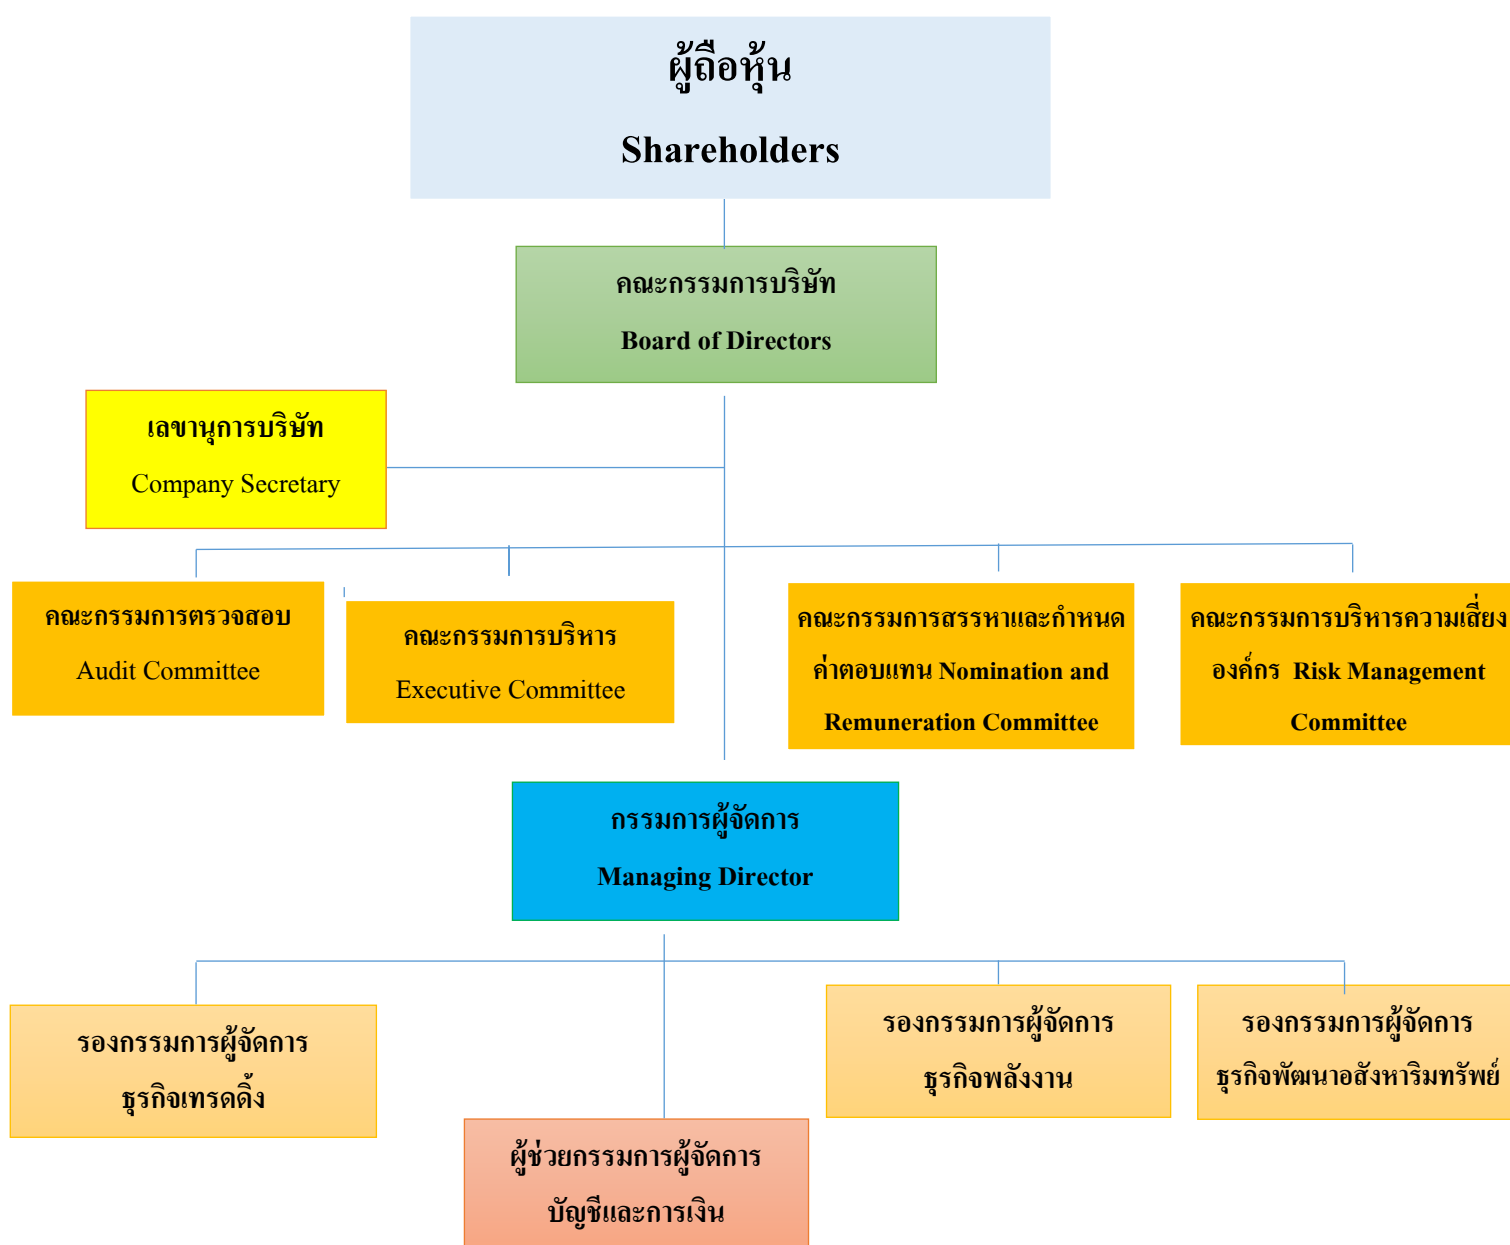 ผู้ถือหุ้น
Shareholders
คณะกรรมการบริษัท
Board of Directors
เลขานุการบริษัท
Company Secretary
คณะกรรมการตรวจสอบ
Audit Committee
คณะกรรมการบริหาร
Executive Committee
คณะกรรมการสรรหาและกำหนด
ค่าตอบแทน Nomination and
Remuneration Committee
คณะกรรมการบริหารความเสี่ยง
องค์กร Risk Management
Committee
กรรมการผู้จัดการ
Managing Director
รองกรรมการผู้จัดการ
ธุรกิจเทรดดิ้ง
ผู้ช่วยกรรมการผู้จัดการ
บัญชีและการเงิน
รองกรรมการผู้จัดการ
ธุรกิจพลังงาน
รองกรรมการผู้จัดการ
ธุรกิจพัฒนาอสังหาริมทรัพย์